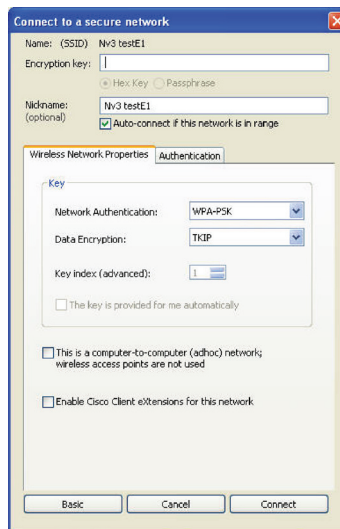 Connect to a secure network
Name: (SSID) Nv3 testE1
Encryption key:
Hex Key Passphrase
Nickname: Nv3 testE1
(optional)
Auto-connect if this network is in range
Wireless Network Properties Authentication
Key
Network Authentication: WPA-PSK
Data Encryption: TKIP
Key index (advanced): 1
The key is provided for me automatically
This is a computer-to-computer (adhoc) network;
wireless access points are not used
Enable Cisco Client eXtensions for this network
Basic Cancel Connect